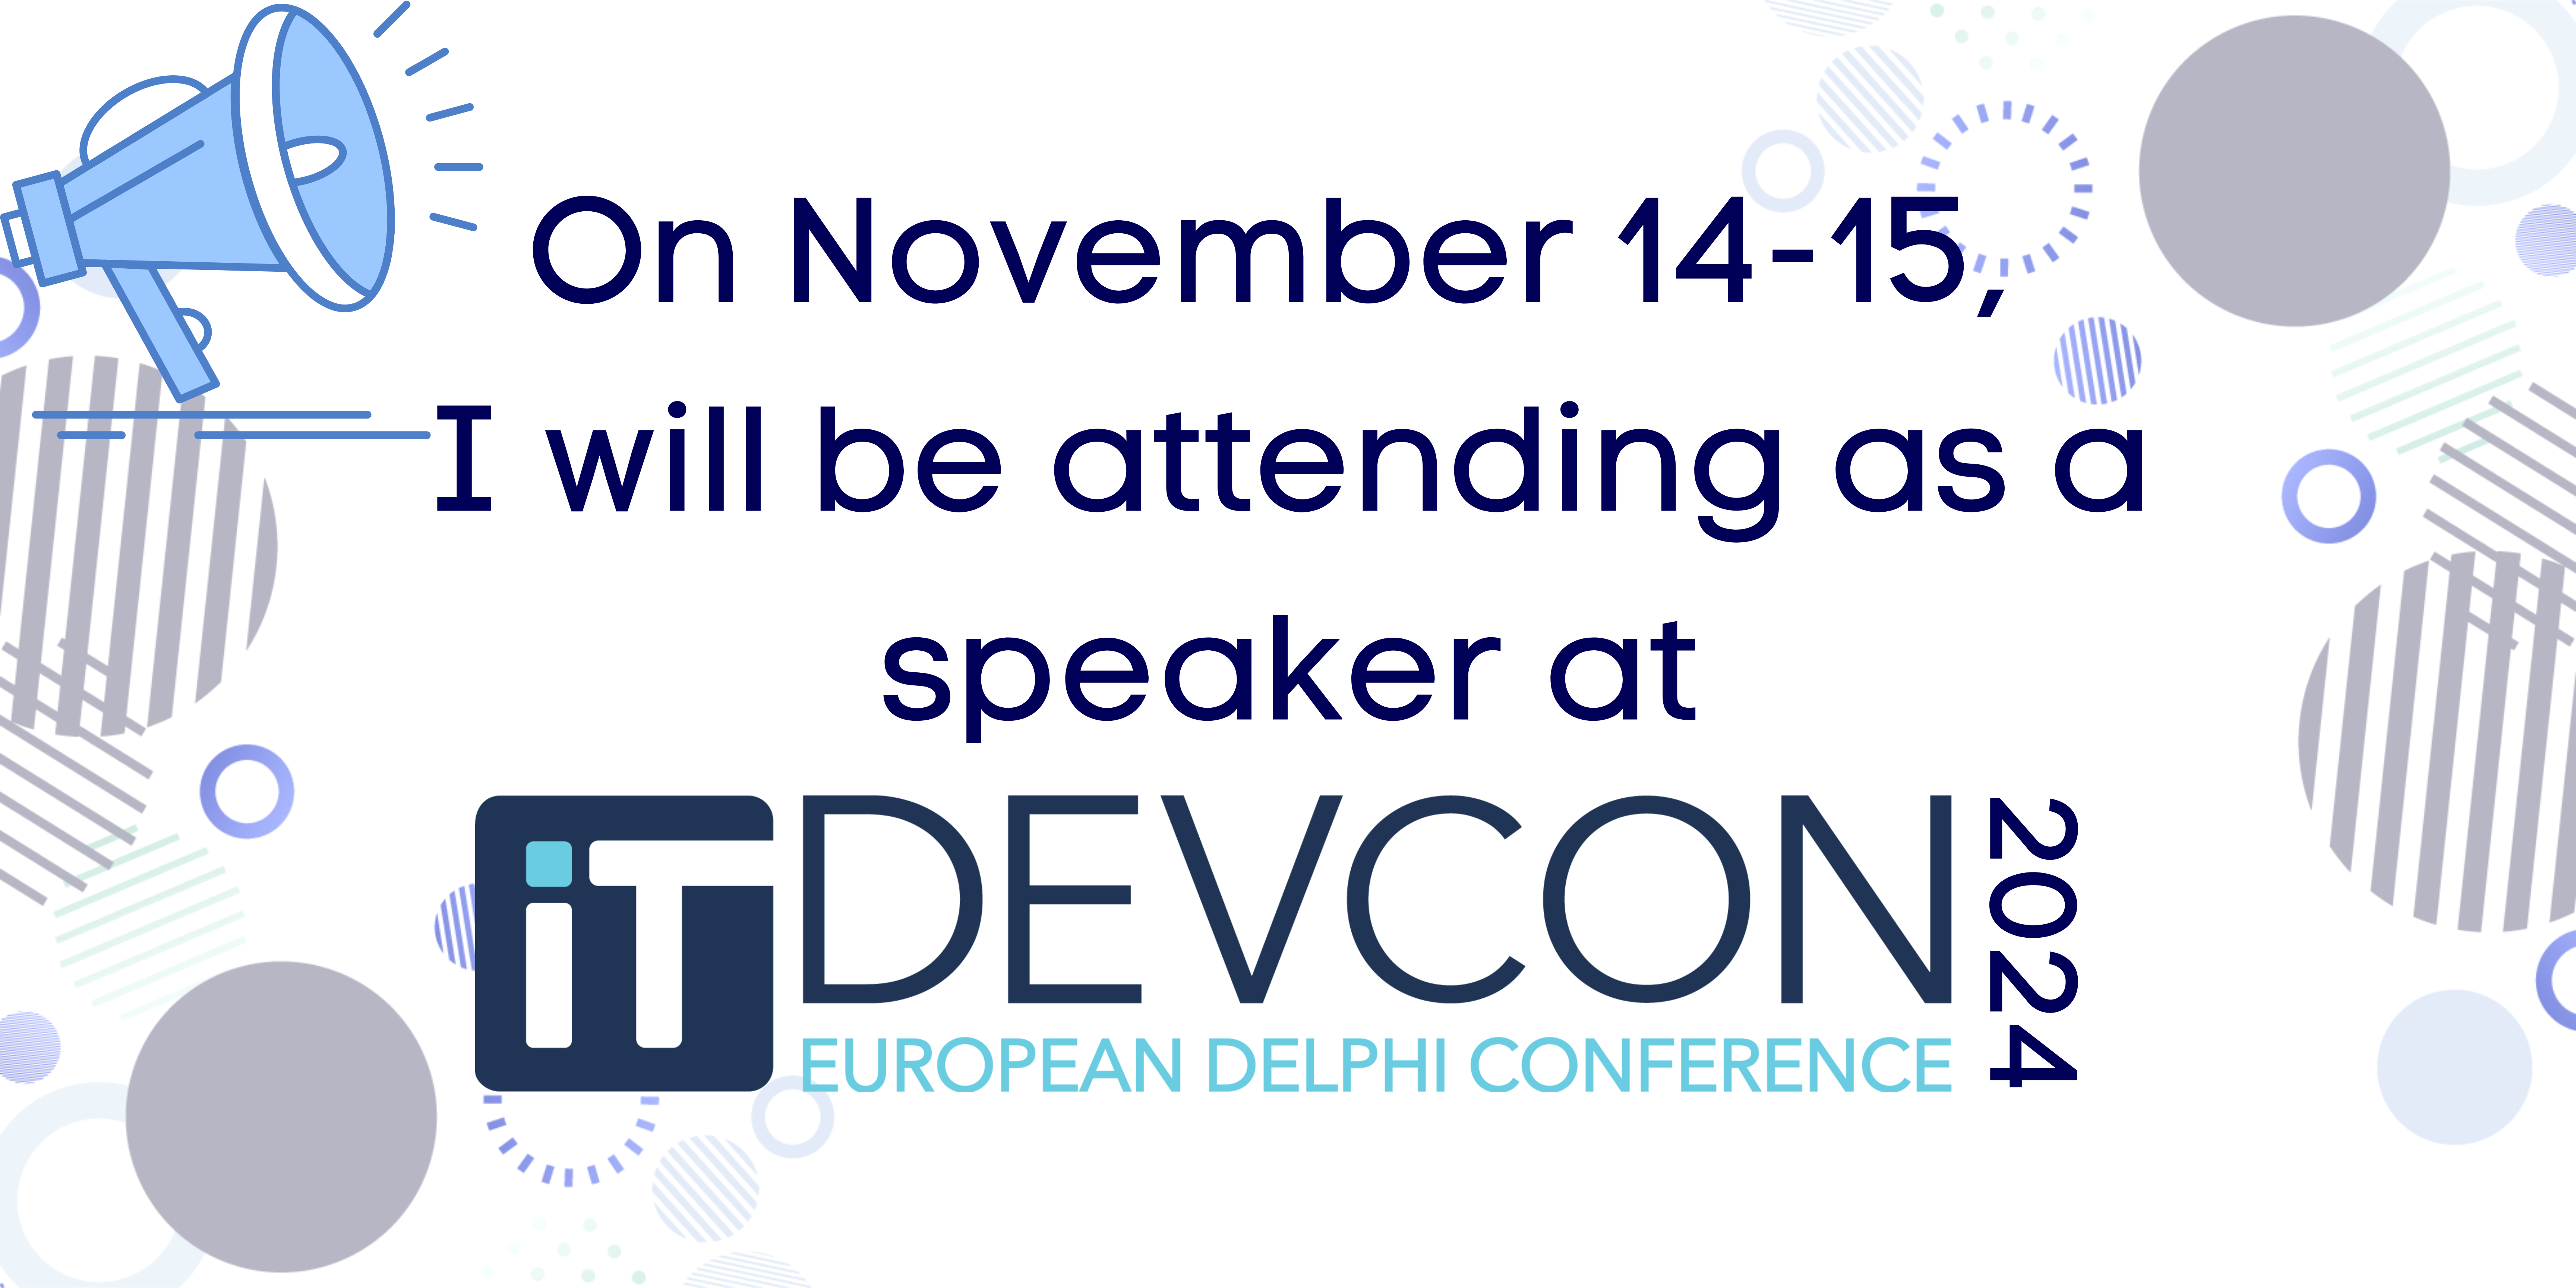 On November 14-15,
I will be attending as a
speaker at
iT DEVCON 2024
EUROPEAN DELPHI CONFERENCE